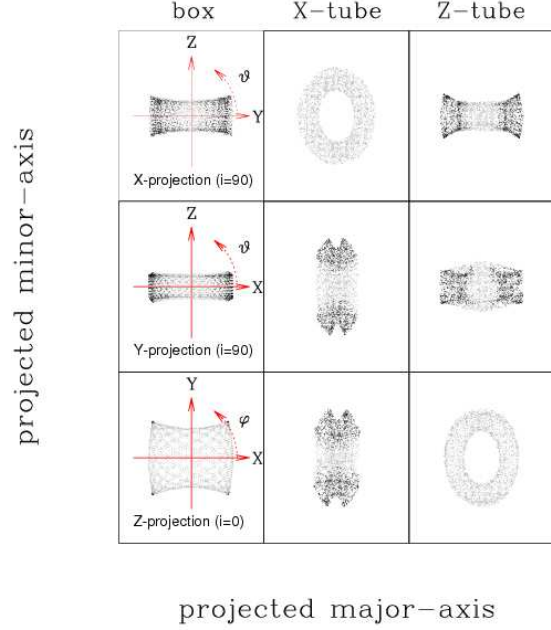 box X-tube Z-tube
Z
ϑ
Y
X-projection (i=90)
Z
ϑ
X
Y-projection (i=90)
Y
φ
X
Z-projection (i=0)
projected minor-axis
projected major-axis